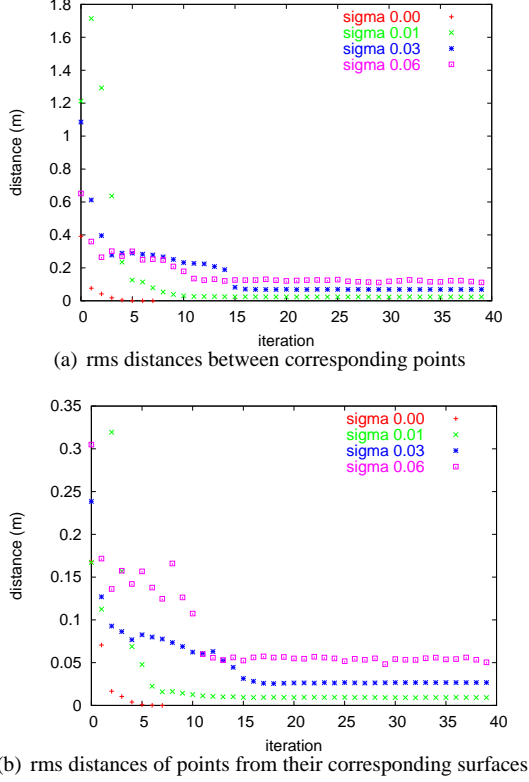 1.8
1.6
1.4
1.2
1
0.8
0.6
0.4
0.2
0
distance (m)
sigma 0.00
sigma 0.01
sigma 0.03
sigma 0.06
0 5 10 15 20 25 30 35 40
iteration
(a) rms distances between corresponding points
0.35
0.3
0.25
0.2
0.15
0.1
0.05
0
distance (m)
sigma 0.00
sigma 0.01
sigma 0.03
sigma 0.06
0 5 10 15 20 25 30 35 40
iteration
b) rms distances of points from their corresponding surfaces